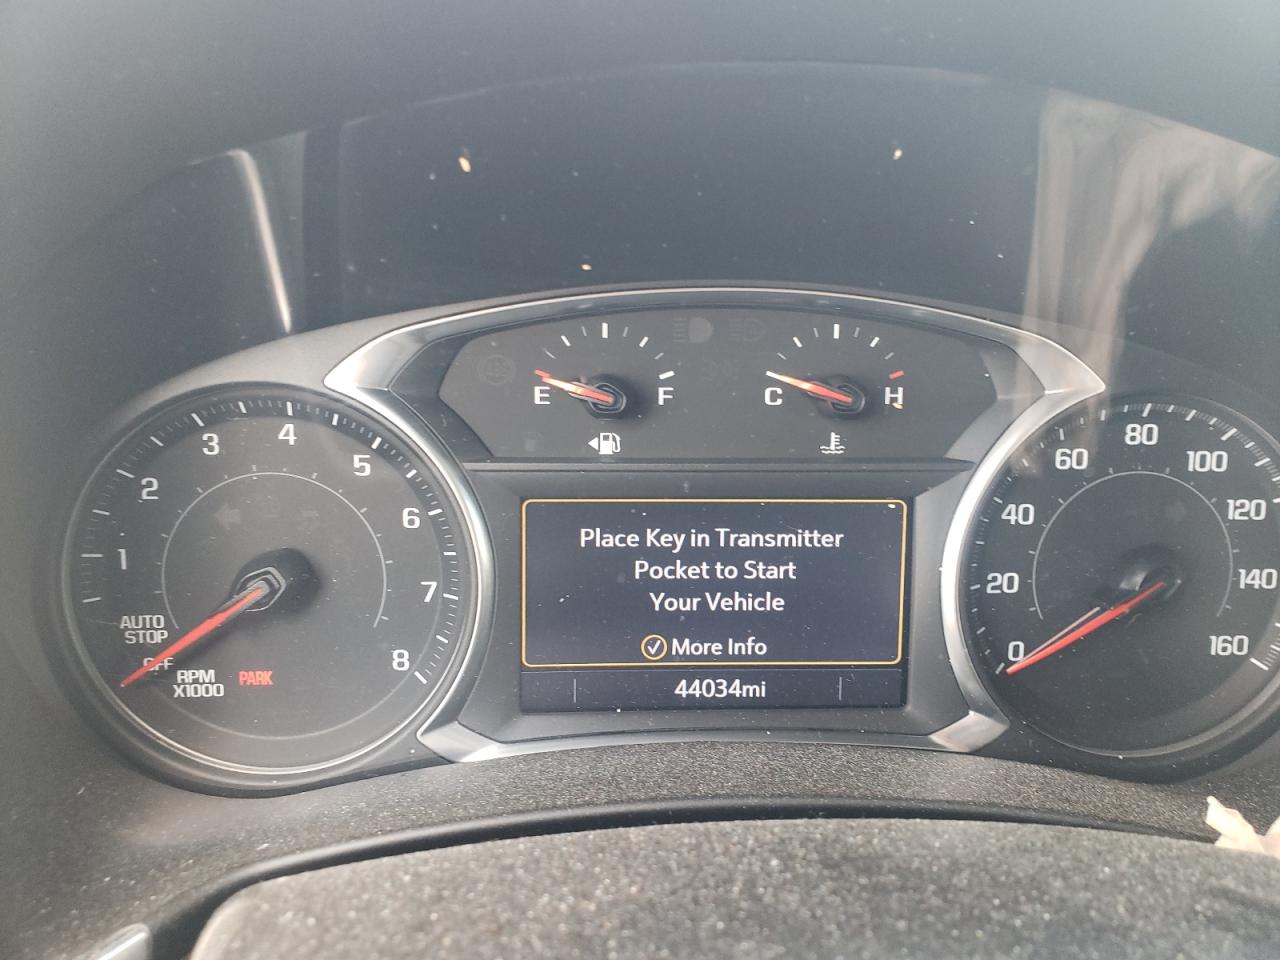 E F C H
1 2 3 4 5 6 7 8
AUTO
STOP
OFF
RPM
X1000
PARK
Place Key in Transmitter
Pocket to Start
Your Vehicle
More Info
44034mi
0 20 40 60 80 100 120 140 160